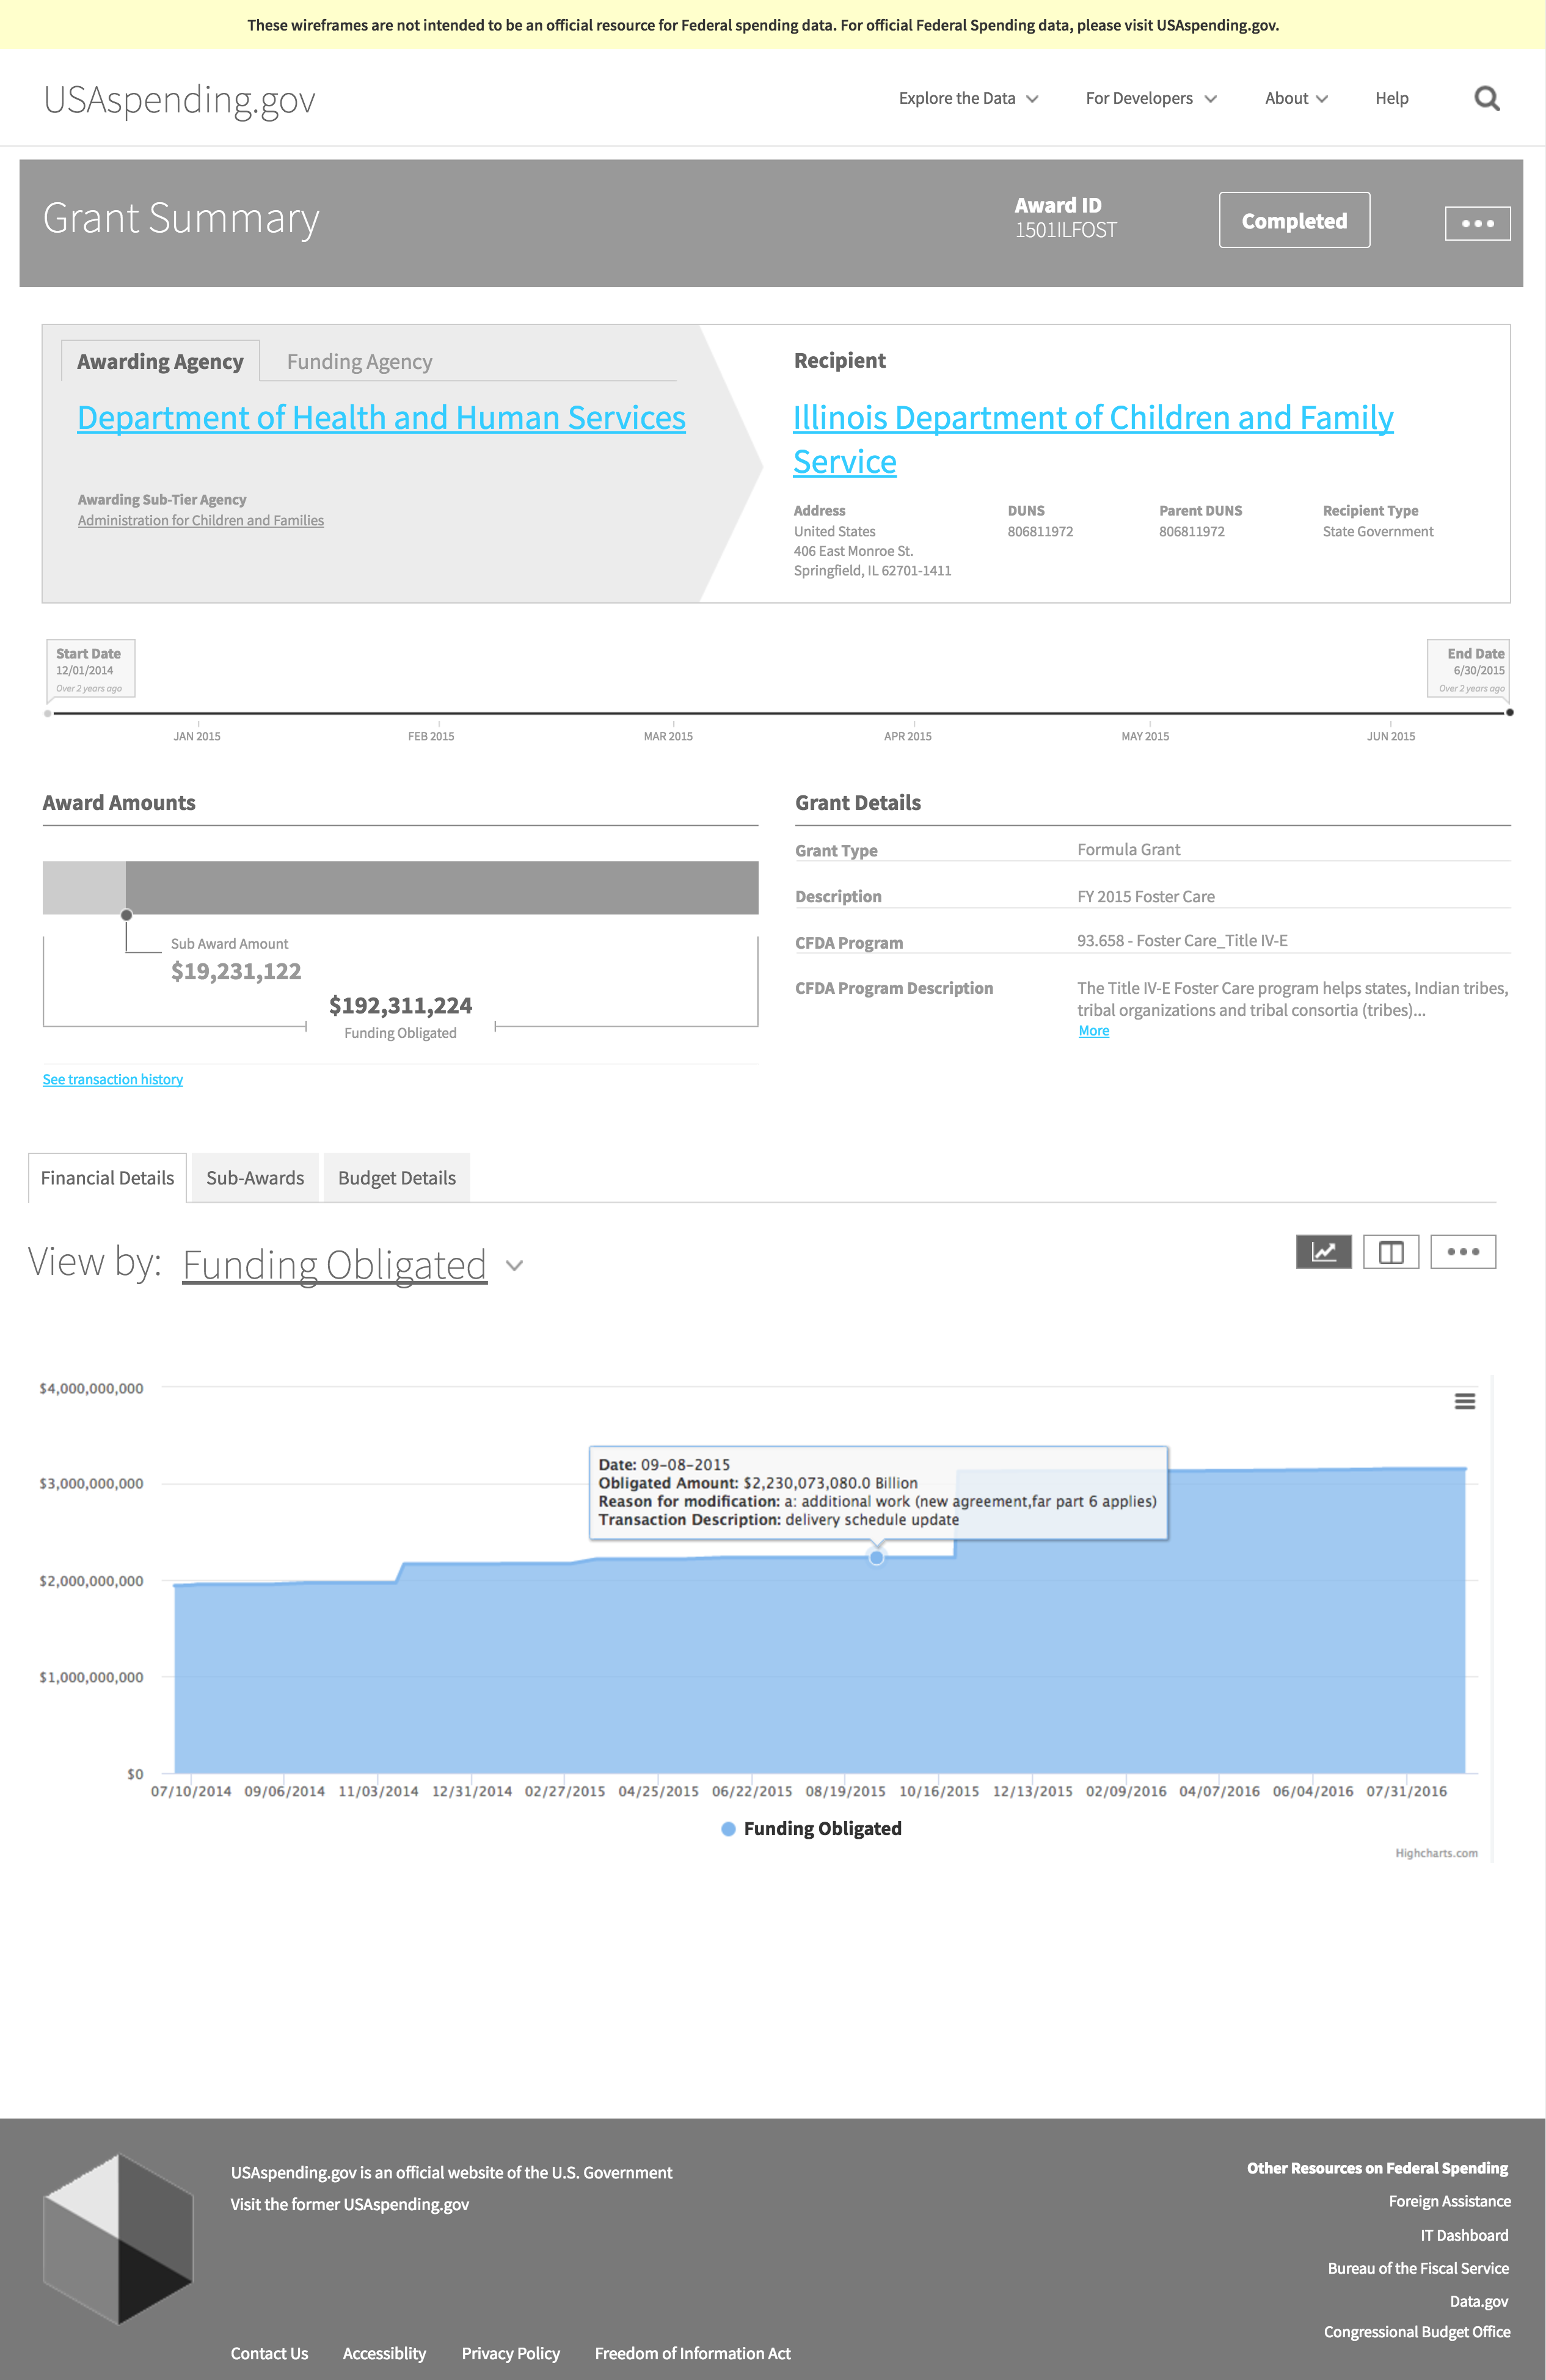 These wireframes are not intended to be an official resource for Federal spending data. For official Federal Spending data, please visit USAspending.gov.
USAspending.gov
Explore the Data
For Developers
About
Help
Grant Summary
Award ID
1501ILFOST
Completed
Awarding Agency
Funding Agency
Department of Health and Human Services
Awarding Sub-Tier Agency
Administration for Children and Families
Recipient
Illinois Department of Children and Family
Service
Address
United States
406 East Monroe St.
Springfield, IL 62701-1411
DUNS
806811972
Parent DUNS
806811972
Recipient Type
State Government
Start Date
12/01/2014
Over 2 years ago
End Date
6/30/2015
Over 2 years ago
JAN 2015
FEB 2015
MAR 2015
APR 2015
MAY 2015
JUN 2015
Award Amounts
Sub Award Amount
$19,231,122
$192,311,224
Funding Obligated
See transaction history
Grant Details
Grant Type
Formula Grant
Description
FY 2015 Foster Care
CFDA Program
93.658 - Foster Care_Title IV-E
CFDA Program Description
The Title IV-E Foster Care program helps states, Indian tribes,
tribal organizations and tribal consortia (tribes)...
More
Financial Details
Sub-Awards
Budget Details
View by: Funding Obligated
$4,000,000,000
$3,000,000,000
$2,000,000,000
$1,000,000,000
$0
Date: 09-08-2015
Obligated Amount: $2,230,073,080.0 Billion
Reason for modification: a: additional work (new agreement,far part 6 applies)
Transaction Description: delivery schedule update
07/10/2014
09/06/2014
11/03/2014
12/31/2014
02/27/2015
04/25/2015
06/22/2015
08/19/2015
10/16/2015
12/13/2015
02/09/2016
04/07/2016
06/04/2016
07/31/2016
Funding Obligated
Highcharts.com
USAspending.gov is an official website of the U.S. Government
Visit the former USAspending.gov
Other Resources on Federal Spending
Foreign Assistance
IT Dashboard
Bureau of the Fiscal Service
Data.gov
Congressional Budget Office
Contact Us
Accessiblity
Privacy Policy
Freedom of Information Act